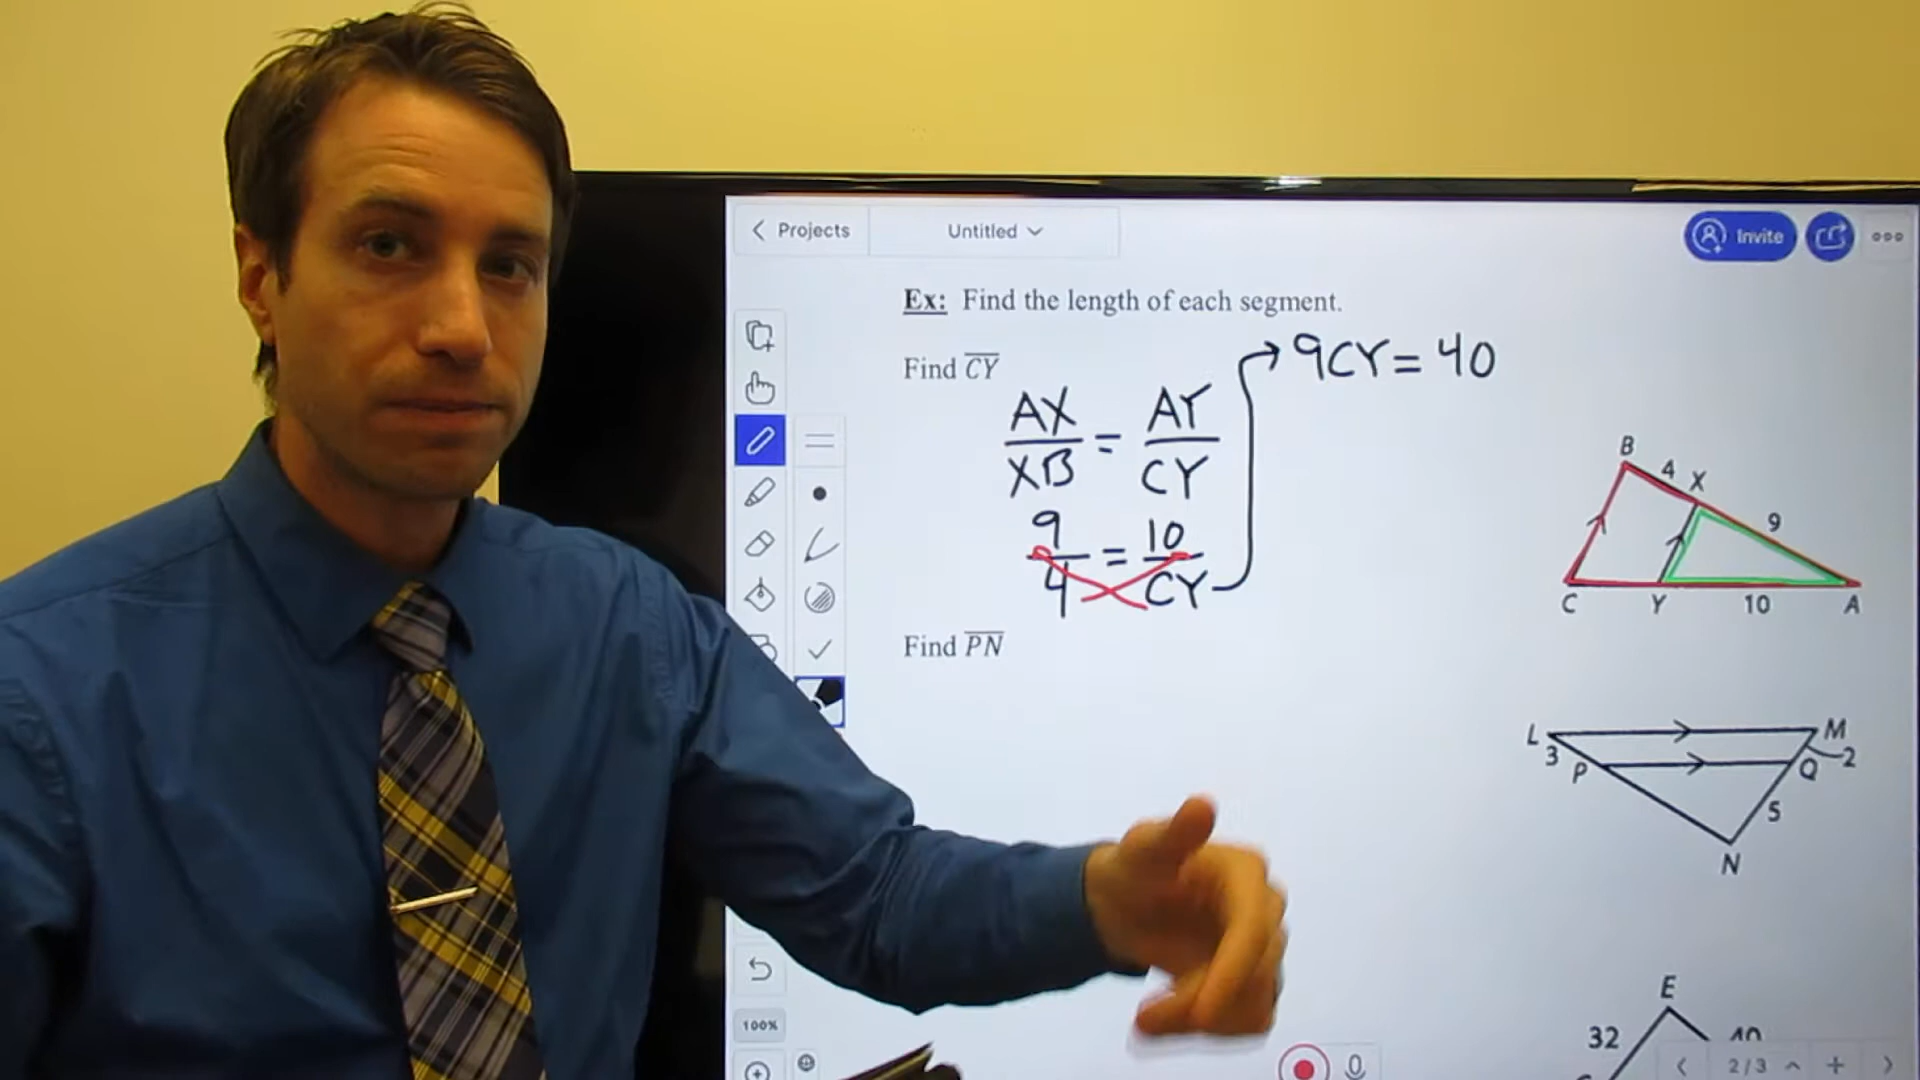 Projects
Untitled
Invite
Ex: Find the length of each segment.
Find CY
AX/XB = AY/CY
9/4 = 10/CY
9CY = 40
B
4
X
9
C
Y
10
A
Find PN
L
M
3
P
Q
2
5
N
E
32
40
100%
2/3